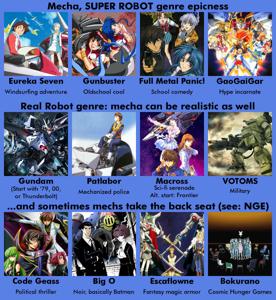 Mecha, SUPER ROBOT genre epicness
Eureka Seven Gunbuster Full Metal Panic! GaoGaiGar
Windsurfing adventure Oldschool cool School comedy Hype incarnate
Real Robot genre: mecha can be realistic as well
Gundam Patlabor Macross VOTOMS
(Start with '79, 00, or Thunderbolt) Mechanized police Sci-fi serenade Military
Alt. start: Frontier
...and sometimes mechs take the back seat (see: NGE)
Code Geass Big O Escaflowne Bokurano
Political thriller Noir, basically Batman Fantasy magic armor Cosmic Hunger Games